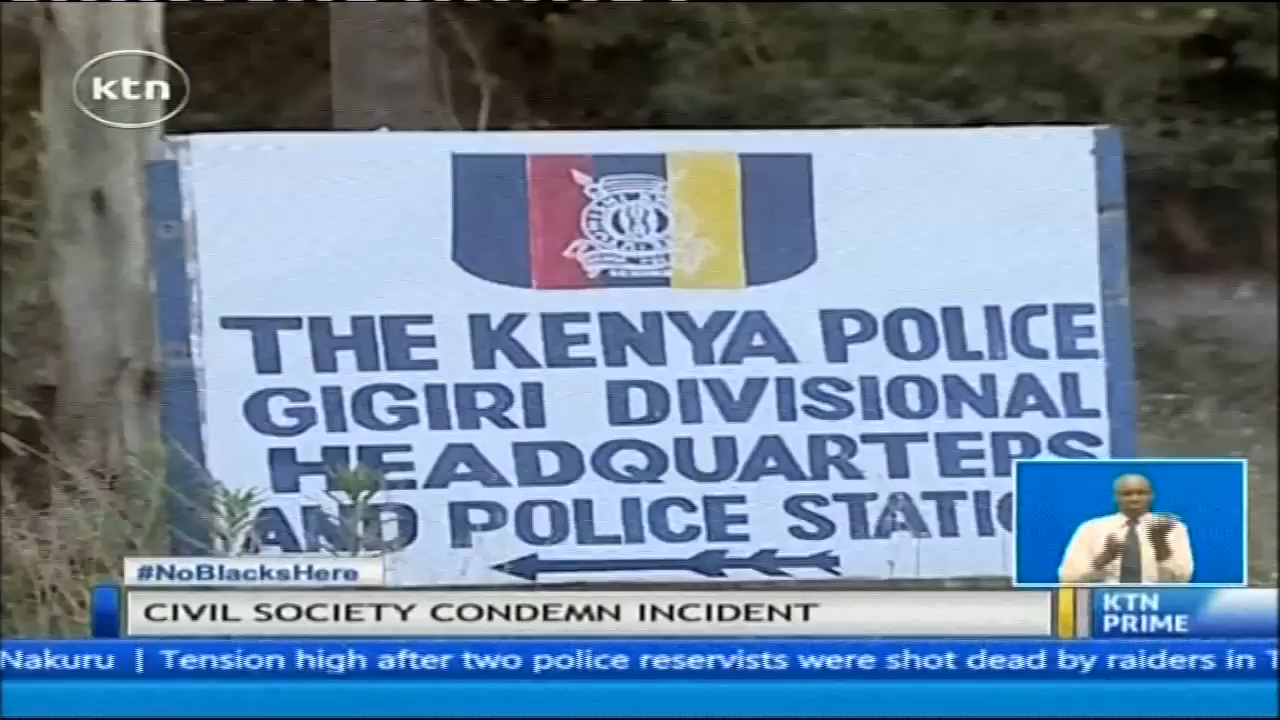 ktn
THE KENYA POLICE
GIGIRI DIVISIONAL
HEADQUARTERS
AND POLICE STATIO
#NoBlacksHere
CIVIL SOCIETY CONDEMN INCIDENT
KTN
PRIME
Nakuru | Tension high after two police reservists were shot dead by raiders in